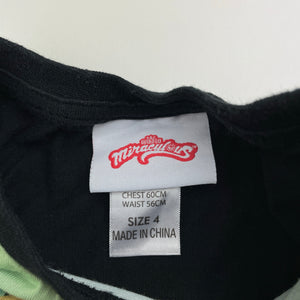 Miraculous
CHEST 60CM
WAIST 56CM
SIZE 4
MADE IN CHINA